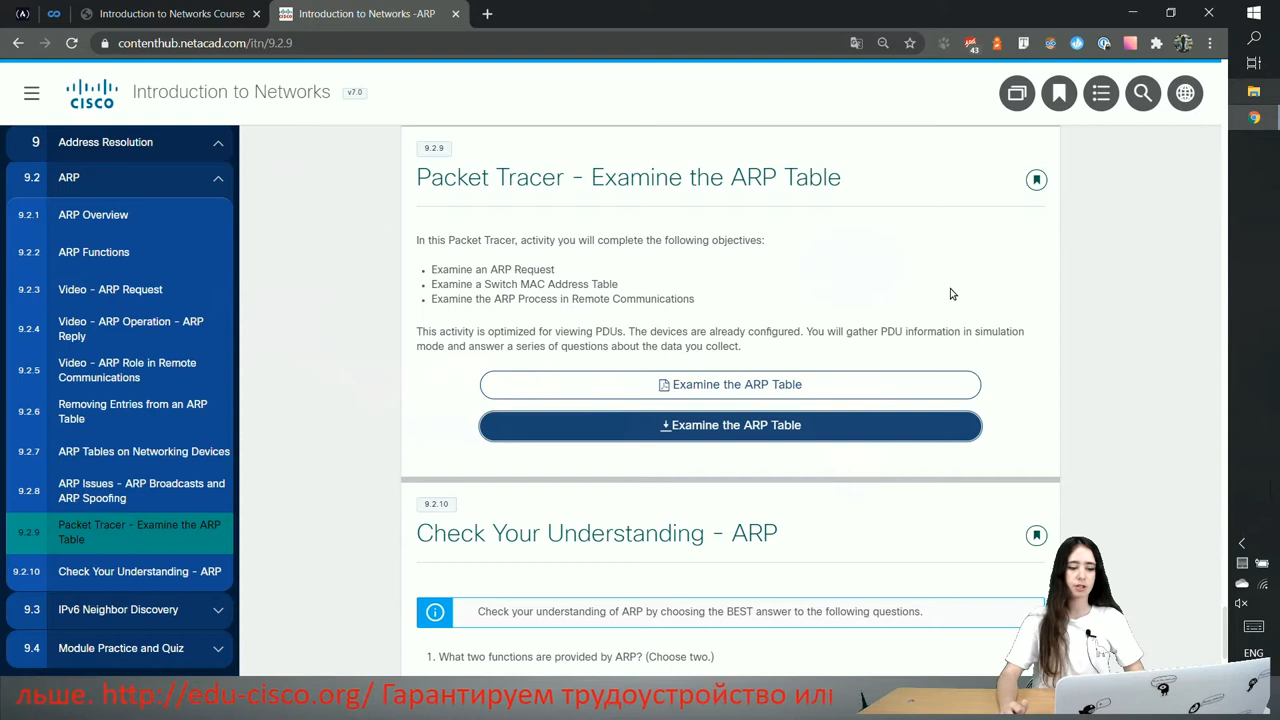 Introduction to Networks Course
Introduction to Networks -ARP
contenthub.netacad.com/itn/9.2.9
43
CISCO
Introduction to Networks
v7.0
9 Address Resolution
9.2 ARP
9.2.1 ARP Overview
9.2.2 ARP Functions
9.2.3 Video - ARP Request
9.2.4 Video - ARP Operation - ARP
Reply
9.2.5 Video - ARP Role in Remote
Communications
9.2.6 Removing Entries from an ARP
Table
9.2.7 ARP Tables on Networking Devices
9.2.8 ARP Issues - ARP Broadcasts and
ARP Spoofing
9.2.9 Packet Tracer - Examine the ARP
Table
9.2.10 Check Your Understanding - ARP
9.3 IPv6 Neighbor Discovery
9.4 Module Practice and Quiz
9.2.9
Packet Tracer - Examine the ARP Table
In this Packet Tracer, activity you will complete the following objectives:
• Examine an ARP Request
• Examine a Switch MAC Address Table
• Examine the ARP Process in Remote Communications
This activity is optimized for viewing PDUs. The devices are already configured. You will gather PDU information in simulation
mode and answer a series of questions about the data you collect.
Examine the ARP Table
Examine the ARP Table
9.2.10
Check Your Understanding - ARP
Check your understanding of ARP by choosing the BEST answer to the following questions.
1. What two functions are provided by ARP? (Choose two.)
ENG
льше. http://edu-cisco.org/ Гарантируем трудоустройство или